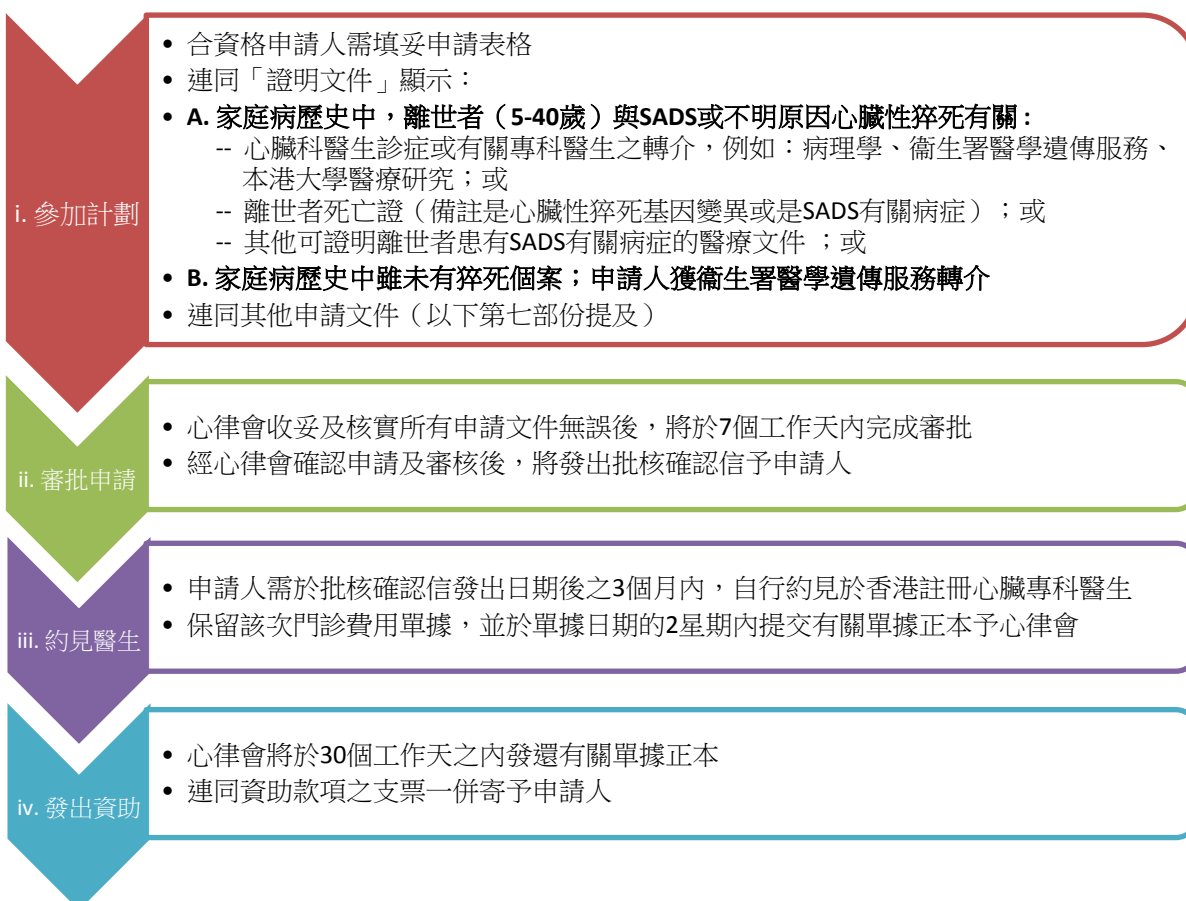 i. 參加計劃
• 合資格申請人需填妥申請表格
• 連同「證明文件」顯示：
• A. 家庭病歷史中，離世者（5-40歲）與SADS或不明原因心臟性猝死有關：
-- 心臟科醫生診症或有關專科醫生之轉介，例如：病理學、衞生署醫學遺傳服務、
本港大學醫療研究；或
-- 離世者死亡證（備註是心臟性猝死基因變異或是SADS有關病症）；或
-- 其他可證明離世者患有SADS有關病症的醫療文件 ；或
• B. 家庭病歷史中雖未有猝死個案；申請人獲衞生署醫學遺傳服務轉介
• 連同其他申請文件（以下第七部份提及）
ii. 審批申請
• 心律會收妥及核實所有申請文件無誤後，將於7個工作天內完成審批
• 經心律會確認申請及審核後，將發出批核確認信予申請人
iii. 約見醫生
• 申請人需於批核確認信發出日期後之3個月內，自行約見於香港註冊心臟專科醫生
• 保留該次門診費用單據，並於單據日期的2星期內提交有關單據正本予心律會
iv. 發出資助
• 心律會將於30個工作天之內發還有關單據正本
• 連同資助款項之支票一併寄予申請人